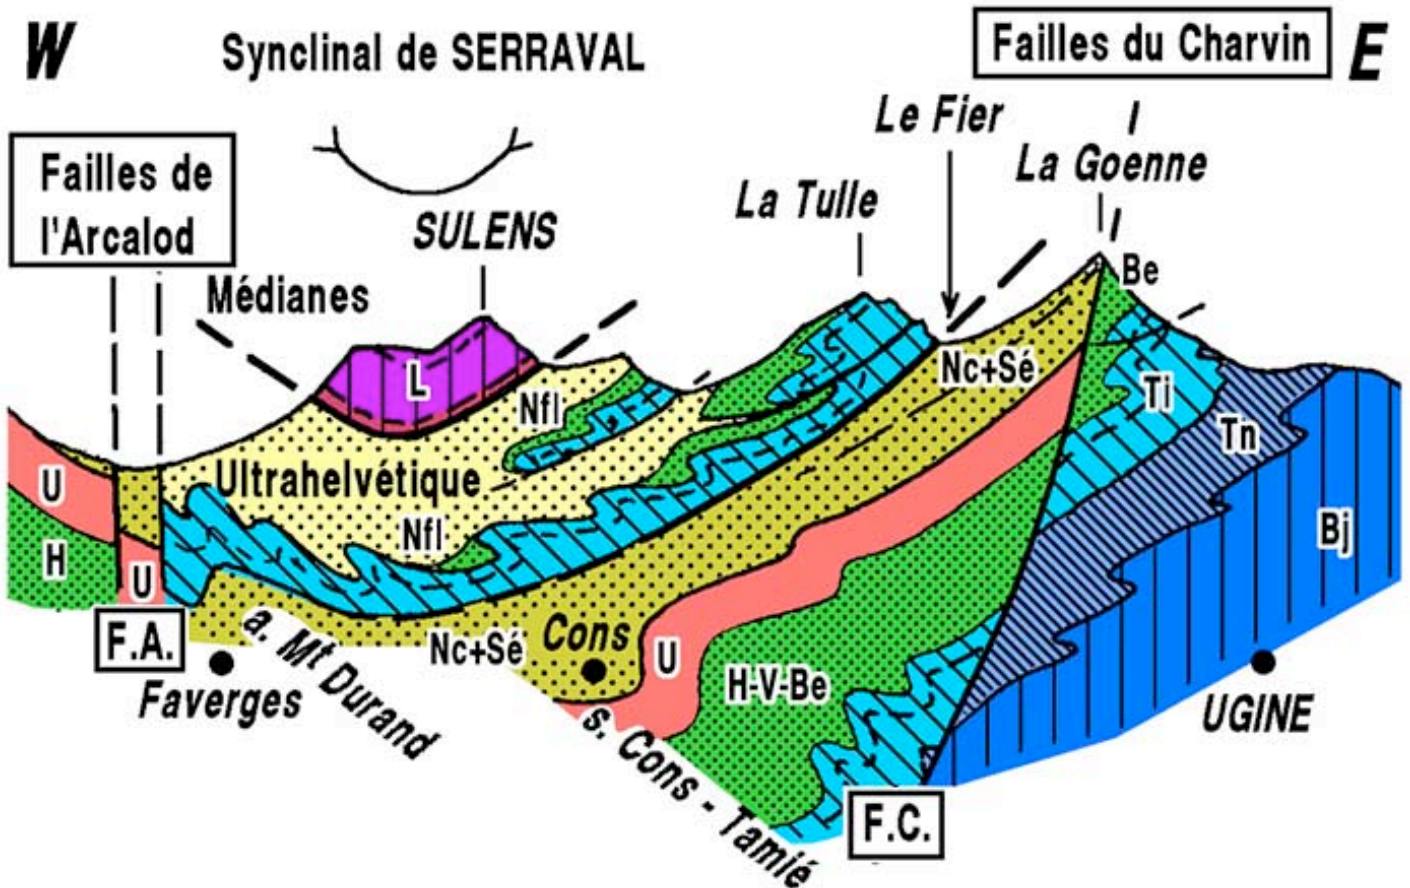 W
Synclinal de SERRAVAL
Failles du Charvin
E
Le Fier
Failles de
l'Arcalod
La Goenne
La Tulle
SULENS
Be
Médianes
L
Nc+Sé
Nfl
Ti
Tn
U
Ultrahelvétique
Bj
Nfl
H
U
F.A.
a. Mt Durand
Nc+Sé
Cons
U
H-V-Be
Faverges
UGINE
s. Cons - Tamié
F.C.